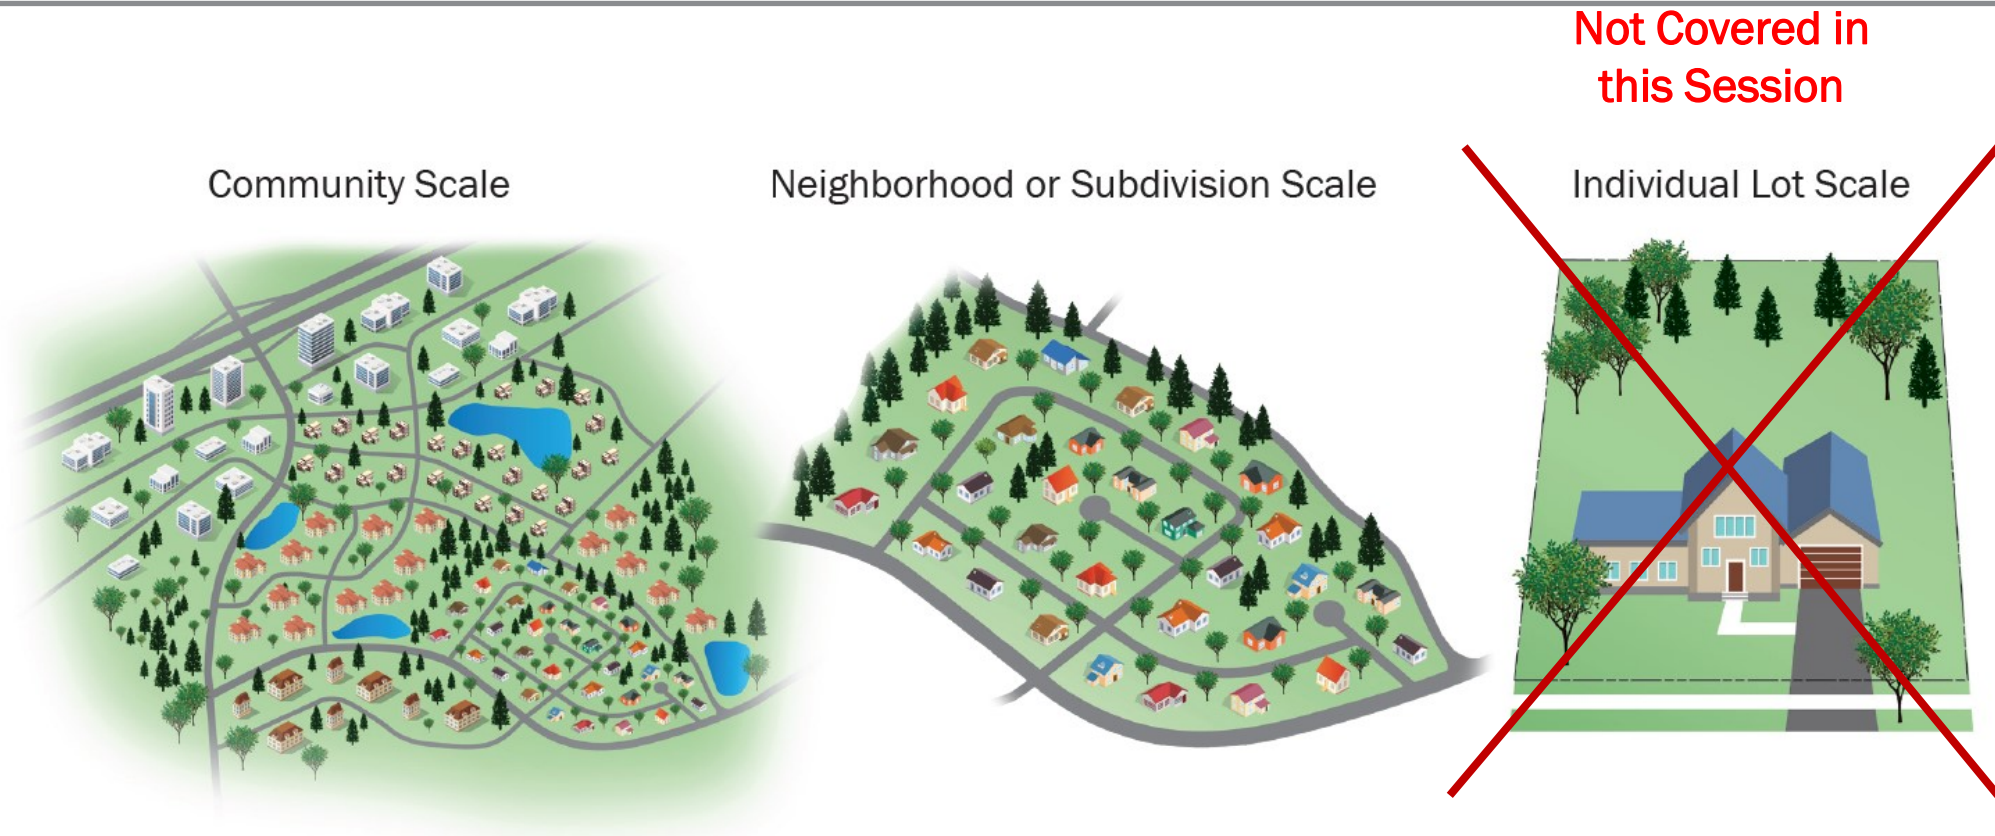 Not Covered in
this Session
Community Scale
Neighborhood or Subdivision Scale
Individual Lot Scale